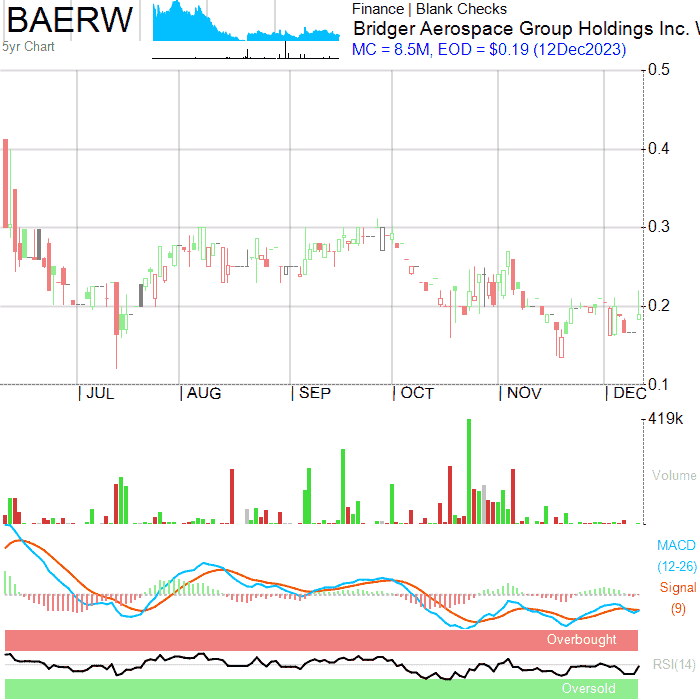 BAERW
5yr Chart
Finance | Blank Checks
Bridger Aerospace Group Holdings Inc. W
MC = 8.5M, EOD = $0.19 (12Dec2023)
0.5
0.4
0.3
0.2
0.1
| JUL | AUG | SEP | OCT | NOV | DEC
419k
Volume
MACD
(12-26)
Signal
(9)
Overbought
RSI(14)
Oversold